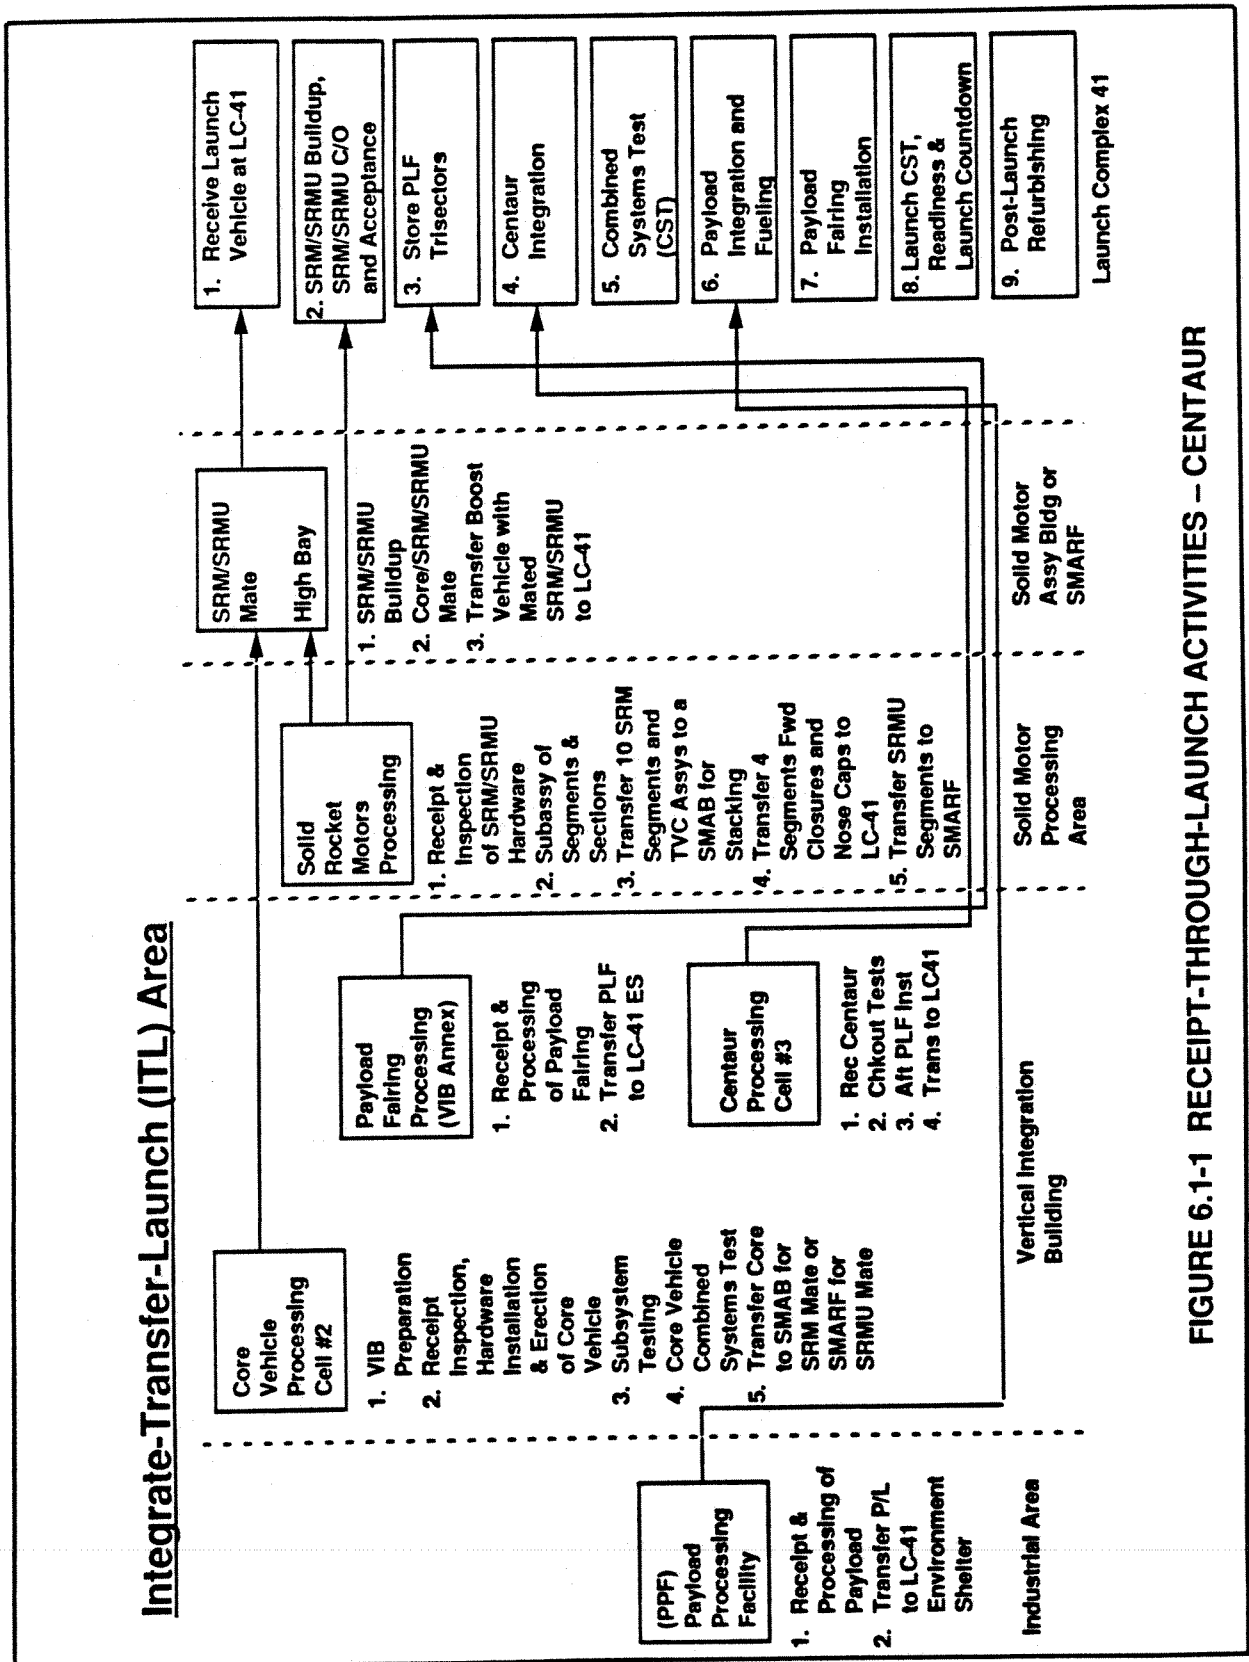 Integrate-Transfer-Launch (ITL) Area
(PPF)
Payload
Processing
Facility
1. Receipt &
Processing of
Payload
2. Transfer P/L
to LC-41
Environment
Shelter
Industrial Area
Core
Vehicle
Processing
Cell #2
1. VIB
Preparation
2. Receipt
Inspection,
Hardware
Installation
& Erection
of Core
Vehicle
3. Subsystem
Testing
4. Core Vehicle
Combined
Systems Test
5. Transfer Core
to SMAB for
SRM Mate or
SMARF for
SRMU Mate
Payload
Fairing
Processing
(VIB Annex)
1. Receipt &
Processing
of Payload
Fairing
2. Transfer PLF
to LC-41 ES
Centaur
Processing
Cell #3
1. Rec Centaur
2. Chkout Tests
3. Aft PLF Inst
4. Trans to LC41
Vertical Integration
Building
Solid
Rocket
Motors
Processing
1. Receipt &
Inspection
of SRM/SRMU
Hardware
2. Subassy of
Segments &
Sections
3. Transfer 10 SRM
Segments and
TVC Assys to a
SMAB for
Stacking
4. Transfer 4
Segments Fwd
Closures and
Nose Caps to
LC-41
5. Transfer SRMU
Segments to
SMARF
Solid Motor
Processing
Area
SRM/SRMU
Mate
High Bay
1. SRM/SRMU
Buildup
2. Core/SRM/SRMU
Mate
3. Transfer Boost
Vehicle with
Mated
SRM/SRMU
to LC-41
Solid Motor
Assy Bldg or
SMARF
1. Receive Launch
Vehicle at LC-41
2. SRM/SRMU Buildup,
SRM/SRMU C/O
and Acceptance
3. Store PLF
Trisectors
4. Centaur
Integration
5. Combined
Systems Test
(CST)
6. Payload
Integration and
Fueling
7. Payload
Fairing
Installation
8. Launch CST,
Readiness &
Launch Countdown
9. Post-Launch
Refurbishing
Launch Complex 41
FIGURE 6.1-1 RECEIPT-THROUGH-LAUNCH ACTIVITIES – CENTAUR